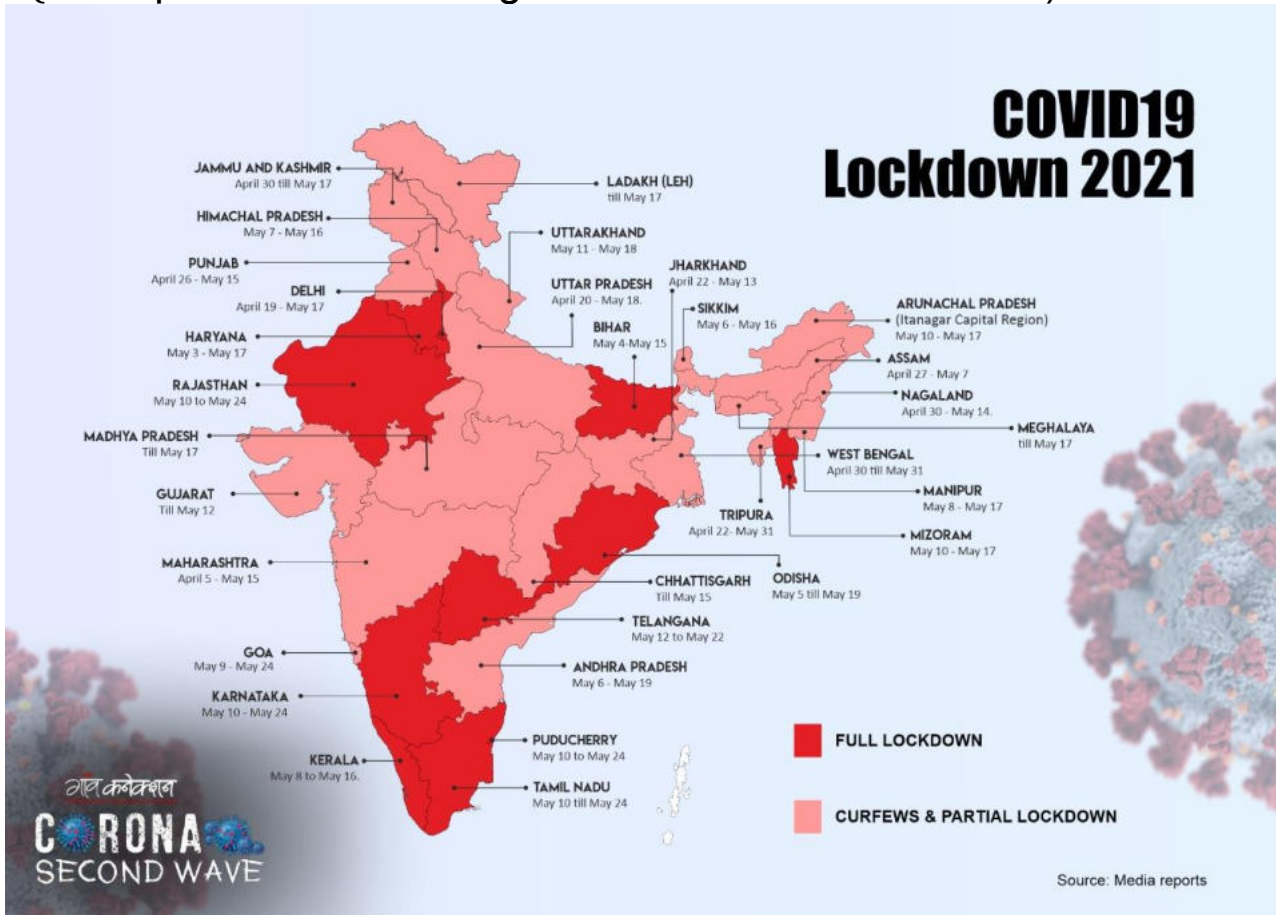 COVID19
Lockdown 2021
JAMMU AND KASHMIR
April 30 till May 17
LADAKH (LEH)
till May 17
HIMACHAL PRADESH
May 7 - May 16
UTTARAKHAND
May 11 - May 18
PUNJAB
April 26 - May 15
JHARKHAND
April 22 - May 13
DELHI
April 19 - May 17
UTTAR PRADESH
April 20 - May 18.
SIKKIM
May 6 - May 16
ARUNACHAL PRADESH
(Itanagar Capital Region)
May 10 - May 17
HARYANA
May 3 - May 17
BIHAR
May 4-May 15
ASSAM
April 27 - May 7
RAJASTHAN
May 10 to May 24
NAGALAND
April 30 - May 14.
MADHYA PRADESH
Till May 17
MEGHALAYA
till May 17
WEST BENGAL
April 30 till May 31
GUJARAT
Till May 12
MANIPUR
May 8 - May 17
TRIPURA
April 22- May 31
MIZORAM
May 10 - May 17
MAHARASHTRA
April 5 - May 15
CHHATTISGARH
Till May 15
ODISHA
May 5 till May 19
TELANGANA
May 12 to May 22
GOA
May 9 - May 24
ANDHRA PRADESH
May 6 - May 19
KARNATAKA
May 10 - May 24
PUDUCHERRY
May 10 to May 24
FULL LOCKDOWN
KERALA
May 8 to May 16.
TAMIL NADU
May 10 till May 24
CURFEWS & PARTIAL LOCKDOWN
गाँव कनेक्शन
CORONA
SECOND WAVE
Source: Media reports